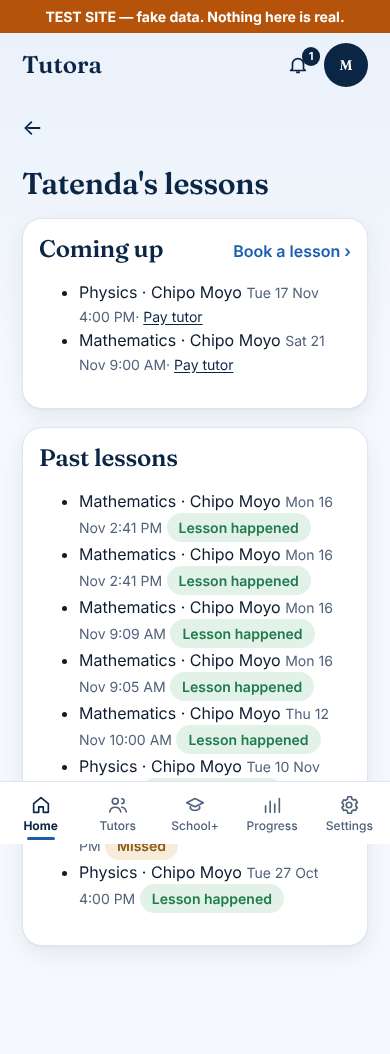 TEST SITE — fake data. Nothing here is real.
Tutora
1
M
Tatenda's lessons
Coming up
Book a lesson ›
Physics · Chipo Moyo Tue 17 Nov
4:00 PM· Pay tutor
Mathematics · Chipo Moyo Sat 21
Nov 9:00 AM· Pay tutor
Past lessons
Mathematics · Chipo Moyo Mon 16
Nov 2:41 PM Lesson happened
Mathematics · Chipo Moyo Mon 16
Nov 2:41 PM Lesson happened
Mathematics · Chipo Moyo Mon 16
Nov 9:09 AM Lesson happened
Mathematics · Chipo Moyo Mon 16
Nov 9:05 AM Lesson happened
Mathematics · Chipo Moyo Thu 12
Nov 10:00 AM Lesson happened
Physics · Chipo Moyo Tue 10 Nov
Home
Tutors
School+
Progress
Settings
PM Missed
Physics · Chipo Moyo Tue 27 Oct
4:00 PM Lesson happened